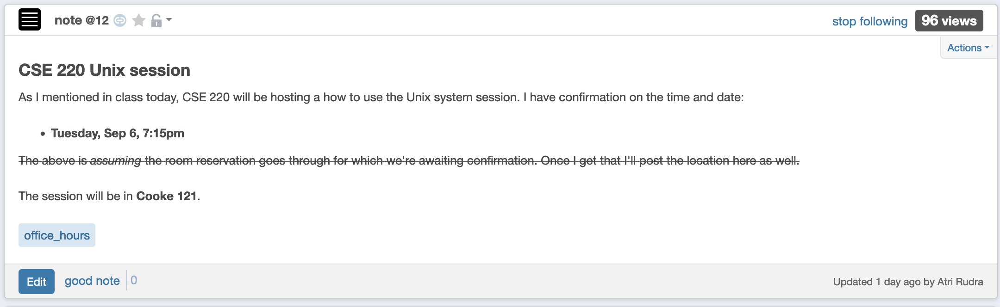 note @12
stop following
96 views
Actions
CSE 220 Unix session
As I mentioned in class today, CSE 220 will be hosting a how to use the Unix system session. I have confirmation on the time and date:
• Tuesday, Sep 6, 7:15pm
The above is assuming the room reservation goes through for which we're awaiting confirmation. Once I get that I'll post the location here as well.
The session will be in Cooke 121.
office_hours
Edit
good note
0
Updated 1 day ago by Atri Rudra